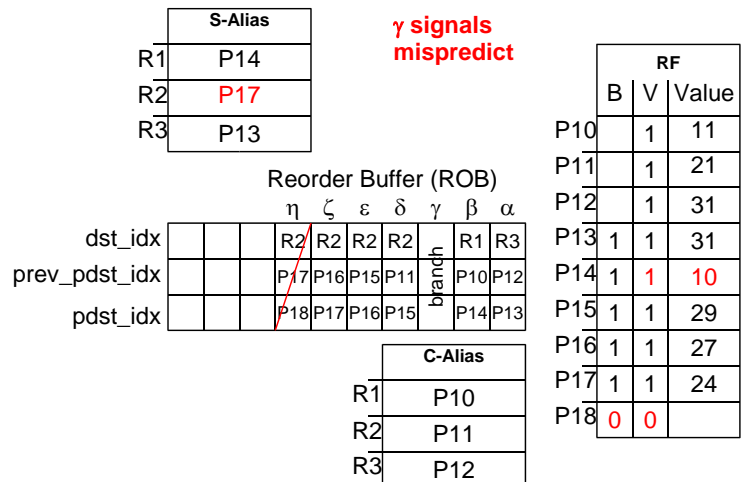 S-Alias
R1 P14
R2 P17
R3 P13
γ signals
mispredict
RF
B V Value
P10 1 11
P11 1 21
P12 1 31
P13 1 1 31
P14 1 1 10
P15 1 1 29
P16 1 1 27
P17 1 1 24
P18 0 0
Reorder Buffer (ROB)
η ζ ε δ γ β α
dst_idx R2 R2 R2 R2 branch R1 R3
prev_pdst_idx P17 P16 P15 P11 P10 P12
pdst_idx P18 P17 P16 P15 P14 P13
C-Alias
R1 P10
R2 P11
R3 P12